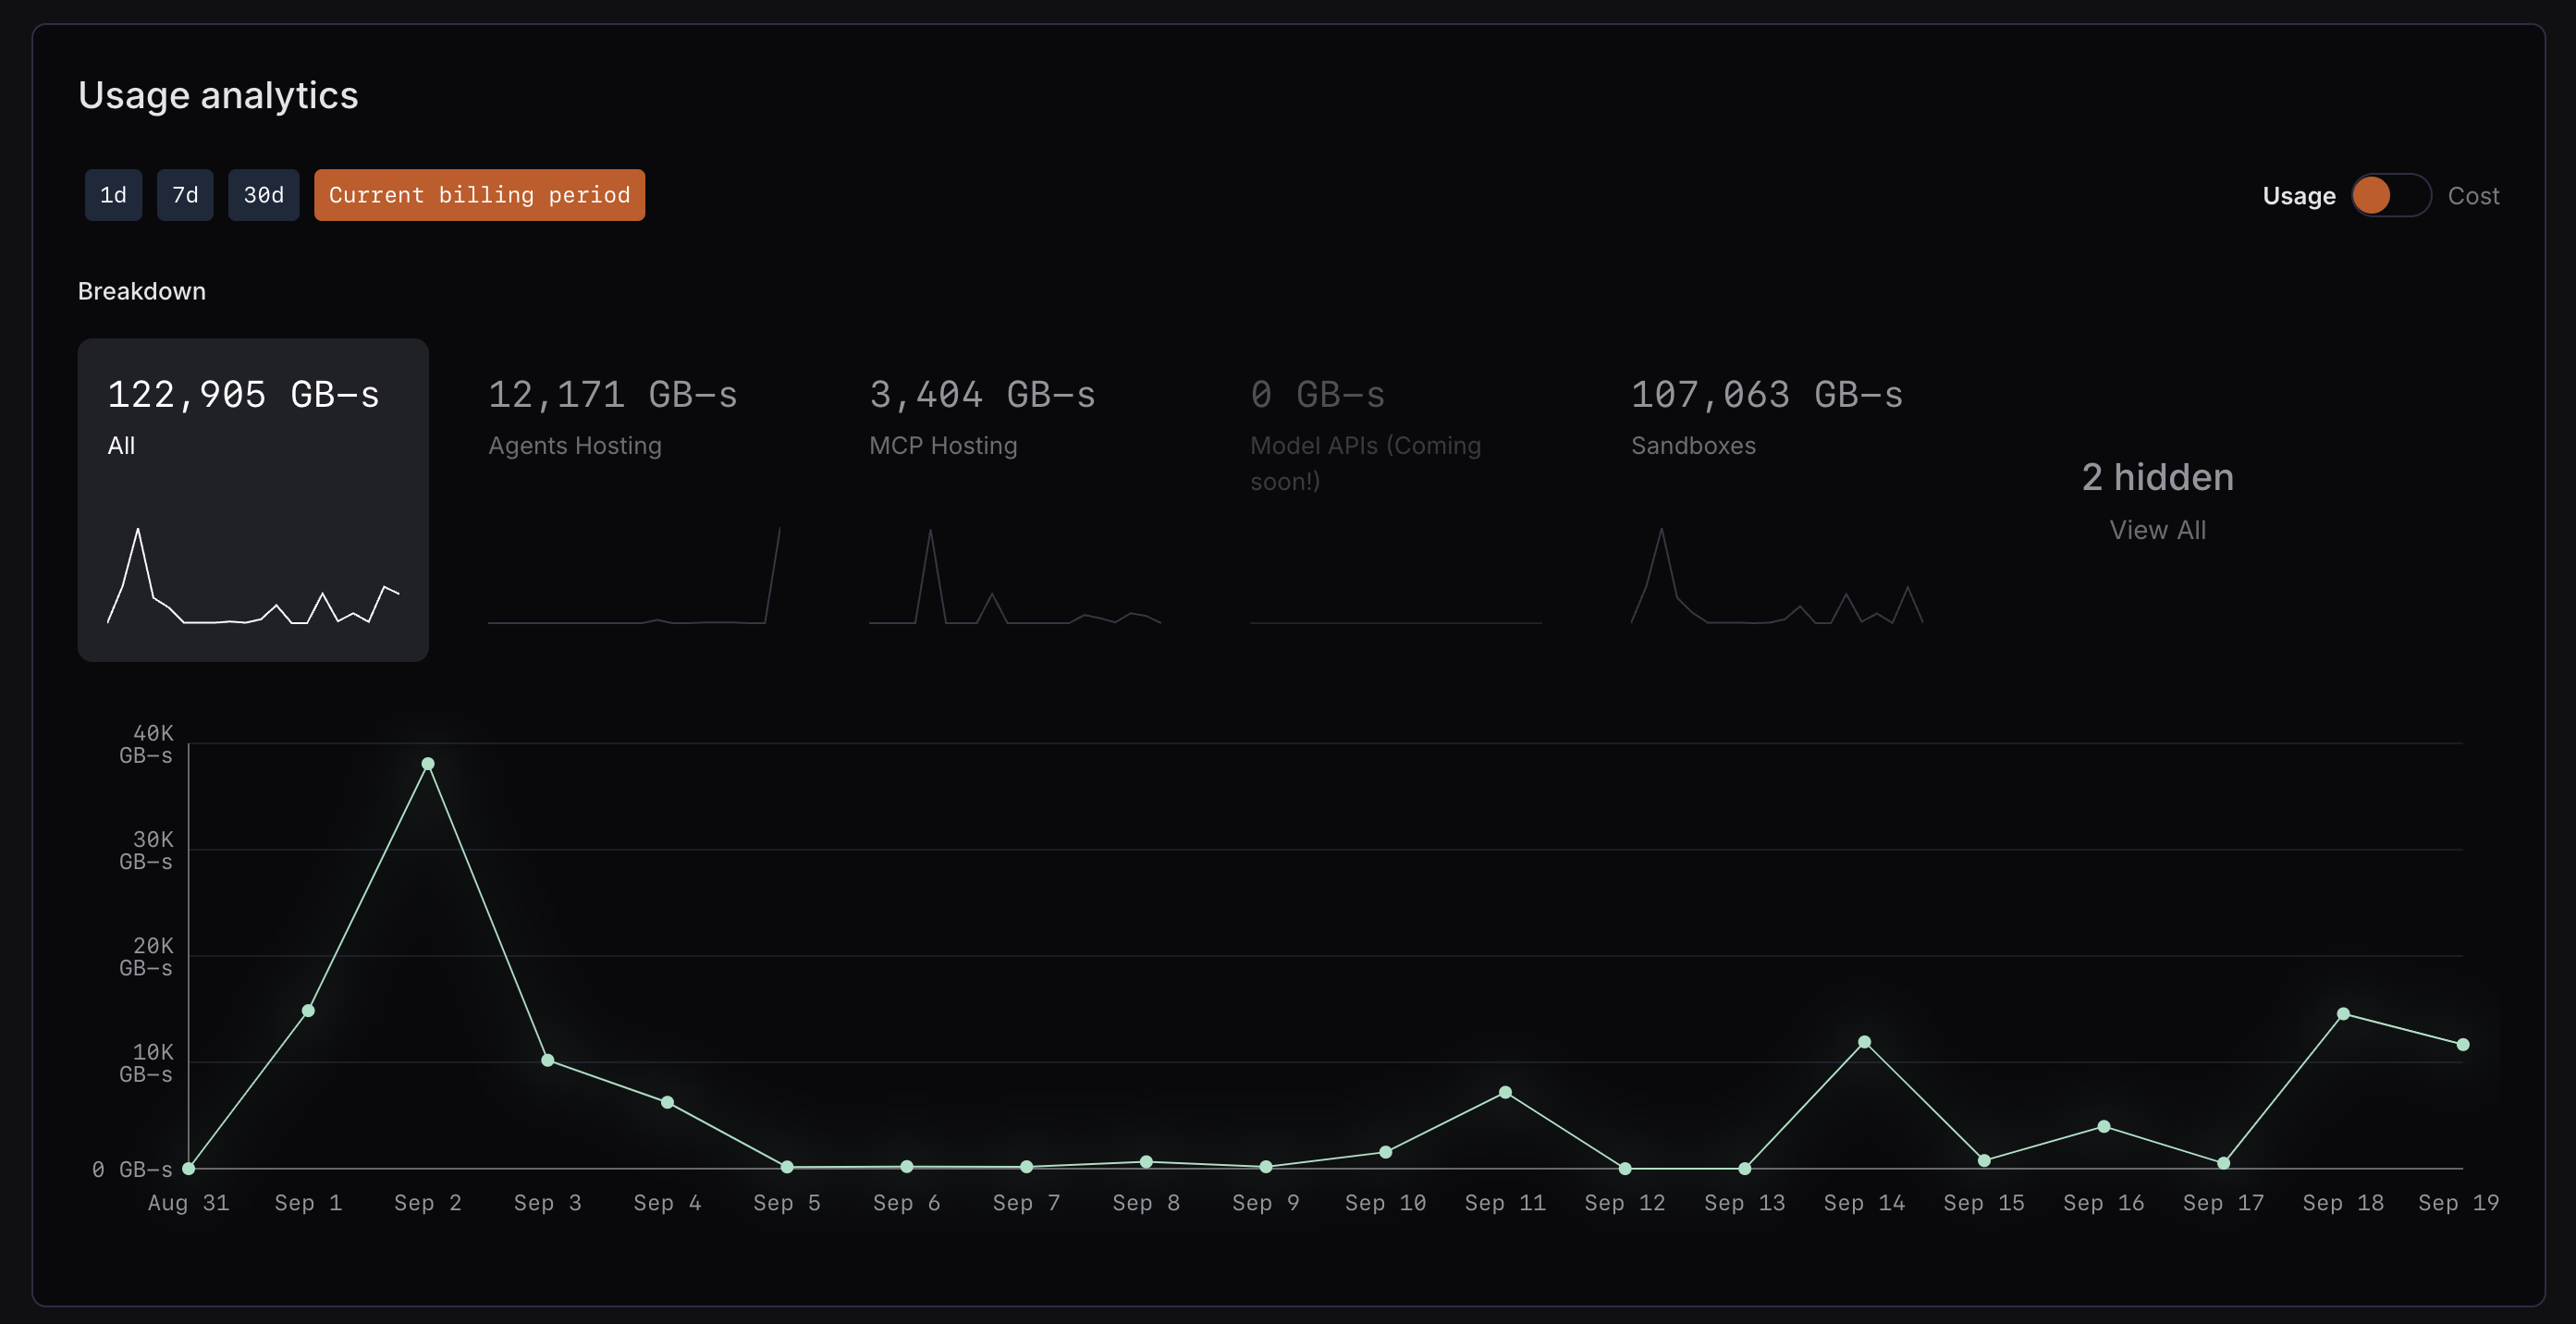 Usage analytics
1d 7d 30d Current billing period Usage Cost
Breakdown
122,905 GB-s
All
12,171 GB-s
Agents Hosting
3,404 GB-s
MCP Hosting
0 GB-s
Model APIs (Coming
soon!)
107,063 GB-s
Sandboxes
2 hidden
View All
40K
GB-s
30K
GB-s
20K
GB-s
10K
GB-s
0 GB-s
Aug 31 Sep 1 Sep 2 Sep 3 Sep 4 Sep 5 Sep 6 Sep 7 Sep 8 Sep 9 Sep 10 Sep 11 Sep 12 Sep 13 Sep 14 Sep 15 Sep 16 Sep 17 Sep 18 Sep 19